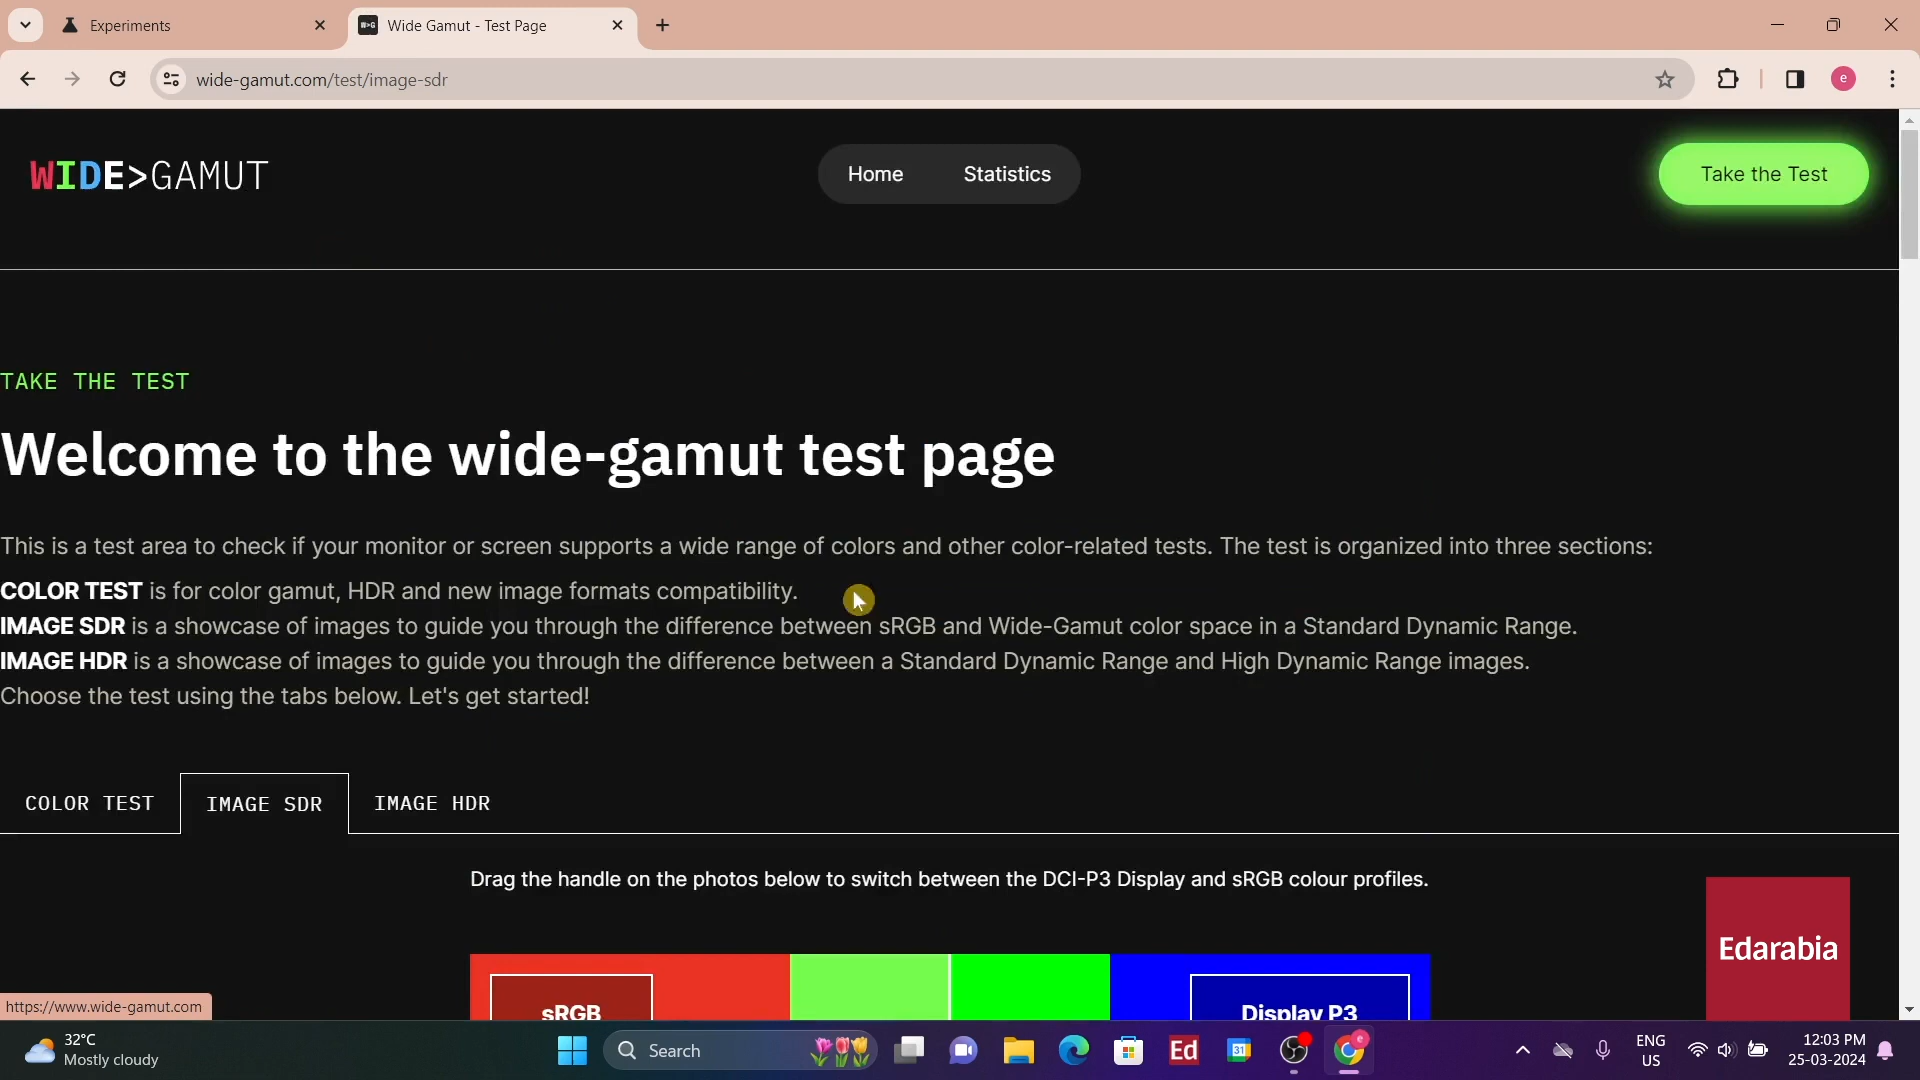 Experiments
Wide Gamut - Test Page
wide-gamut.com/test/image-sdr
e
WIDE>GAMUT
Home
Statistics
Take the Test
TAKE THE TEST
Welcome to the wide-gamut test page
This is a test area to check if your monitor or screen supports a wide range of colors and other color-related tests. The test is organized into three sections:
COLOR TEST is for color gamut, HDR and new image formats compatibility.
IMAGE SDR is a showcase of images to guide you through the difference between sRGB and Wide-Gamut color space in a Standard Dynamic Range.
IMAGE HDR is a showcase of images to guide you through the difference between a Standard Dynamic Range and High Dynamic Range images.
Choose the test using the tabs below. Let's get started!
COLOR TEST
IMAGE SDR
IMAGE HDR
Drag the handle on the photos below to switch between the DCI-P3 Display and sRGB colour profiles.
Edarabia
sRGB
Display P3
https://www.wide-gamut.com
32°C
Mostly cloudy
Search
Ed
31
e
ENG
US
12:03 PM
25-03-2024